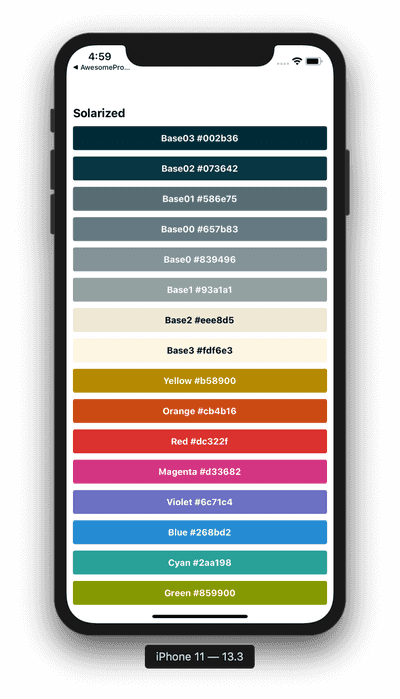 4:59
◀ AwesomePro...
Solarized
Base03 #002b36
Base02 #073642
Base01 #586e75
Base00 #657b83
Base0 #839496
Base1 #93a1a1
Base2 #eee8d5
Base3 #fdf6e3
Yellow #b58900
Orange #cb4b16
Red #dc322f
Magenta #d33682
Violet #6c71c4
Blue #268bd2
Cyan #2aa198
Green #859900
iPhone 11 — 13.3